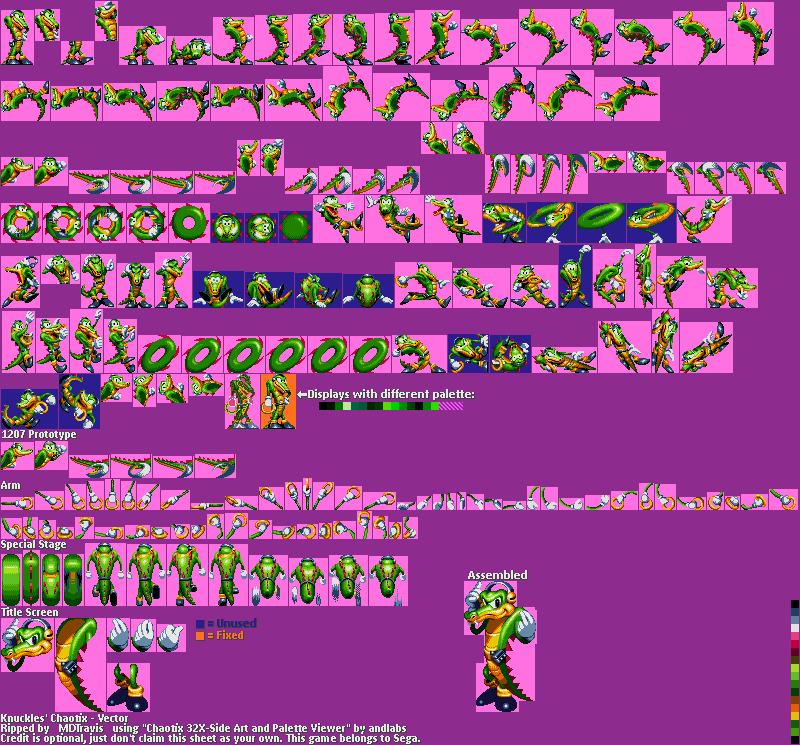 ←Displays with different palette:
1207 Prototype
Arm
Special Stage
Assembled
Title Screen
= Unused
= Fixed
Knuckles' Chaotix - Vector
Ripped by _MDTravis_ using "Chaotix 32X-Side Art and Palette Viewer" by andlabs
Credit is optional, just don't claim this sheet as your own. This game belongs to Sega.